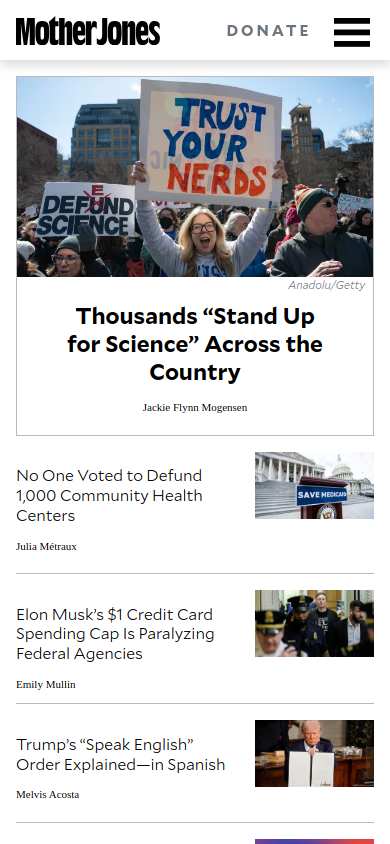 Mother Jones
DONATE
TRUST
YOUR
NERDS
DEFEND
SCIENCE
Anadolu/Getty
Thousands “Stand Up
for Science” Across the
Country
Jackie Flynn Mogensen
No One Voted to Defund
1,000 Community Health
Centers
SAVE MEDICAID
Julia Métraux
Elon Musk’s $1 Credit Card
Spending Cap Is Paralyzing
Federal Agencies
Emily Mullin
Trump’s “Speak English”
Order Explained—in Spanish
Melvis Acosta